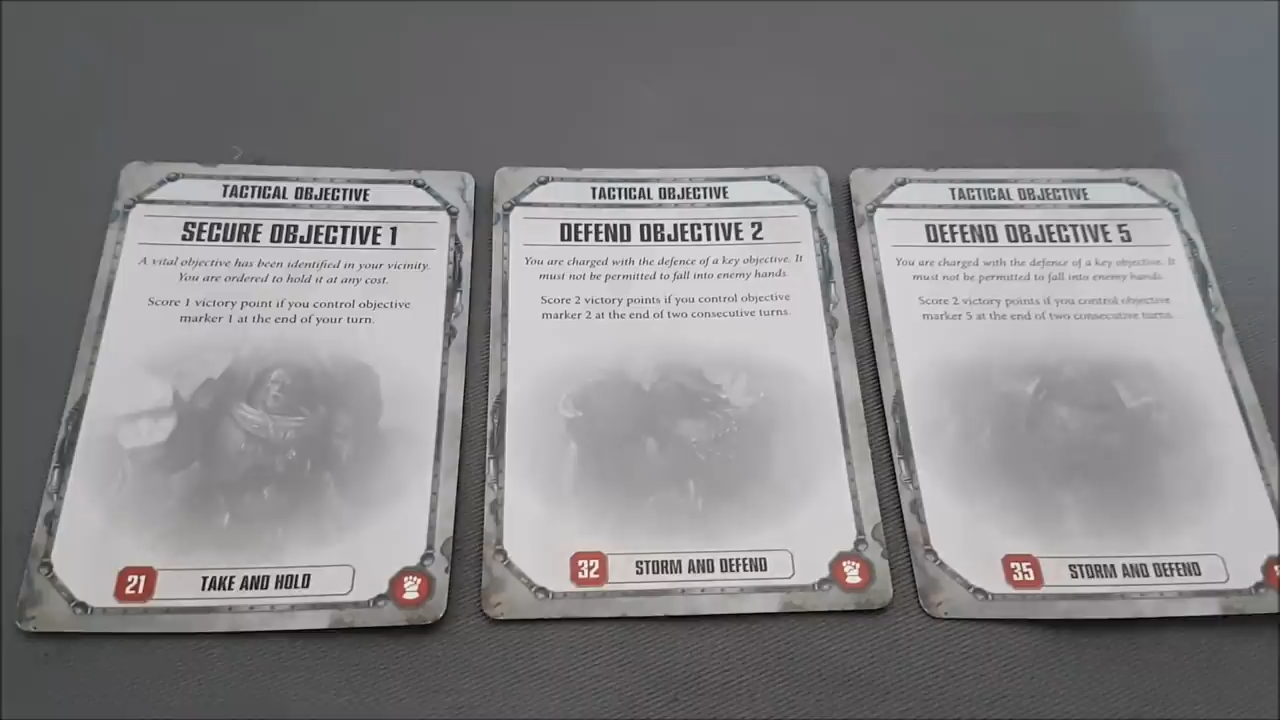 TACTICAL OBJECTIVE
SECURE OBJECTIVE 1
A vital objective has been identified in your vicinity.
You are ordered to hold it at any cost.
Score 1 victory point if you control objective
marker 1 at the end of your turn.
21
TAKE AND HOLD
TACTICAL OBJECTIVE
DEFEND OBJECTIVE 2
You are charged with the defence of a key objective. It
must not be permitted to fall into enemy hands.
Score 2 victory points if you control objective
marker 2 at the end of two consecutive turns.
32
STORM AND DEFEND
TACTICAL OBJECTIVE
DEFEND OBJECTIVE 5
You are charged with the defence of a key objective. It
must not be permitted to fall into enemy hands.
Score 2 victory points if you control objective
marker 5 at the end of two consecutive turns.
35
STORM AND DEFEND